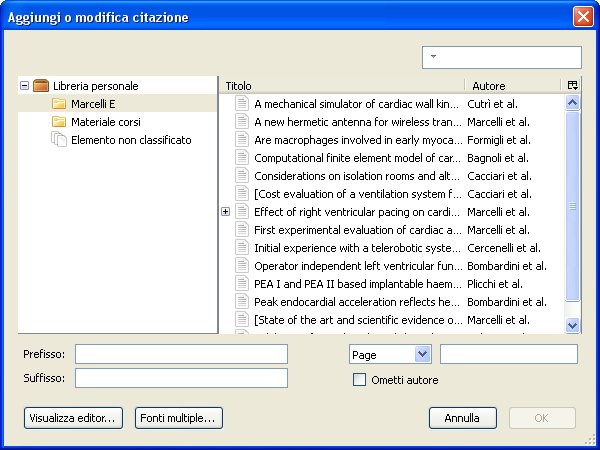 Aggiungi o modifica citazione
Libreria personale
Marcelli E
Materiale corsi
Elemento non classificato
Titolo Autore
A mechanical simulator of cardiac wall kin... Cutrì et al.
A new hermetic antenna for wireless tran... Marcelli et al.
Are macrophages involved in early myoca... Formigli et al.
Computational finite element model of car... Bagnoli et al.
Considerations on isolation rooms and alt... Cacciari et al.
[Cost evaluation of a ventilation system f... Cacciari et al.
Effect of right ventricular pacing on cardi... Marcelli et al.
First experimental evaluation of cardiac a... Marcelli et al.
Initial experience with a telerobotic syste... Cercenelli et al.
Operator independent left ventricular fun... Bombardini et al.
PEA I and PEA II based implantable haem... Plicchi et al.
Peak endocardial acceleration reflects he... Bombardini et al.
[State of the art and scientific evidence o... Marcelli et al.
Prefisso:
Page
Suffisso:
Ometti autore
Visualizza editor... Fonti multiple... Annulla OK